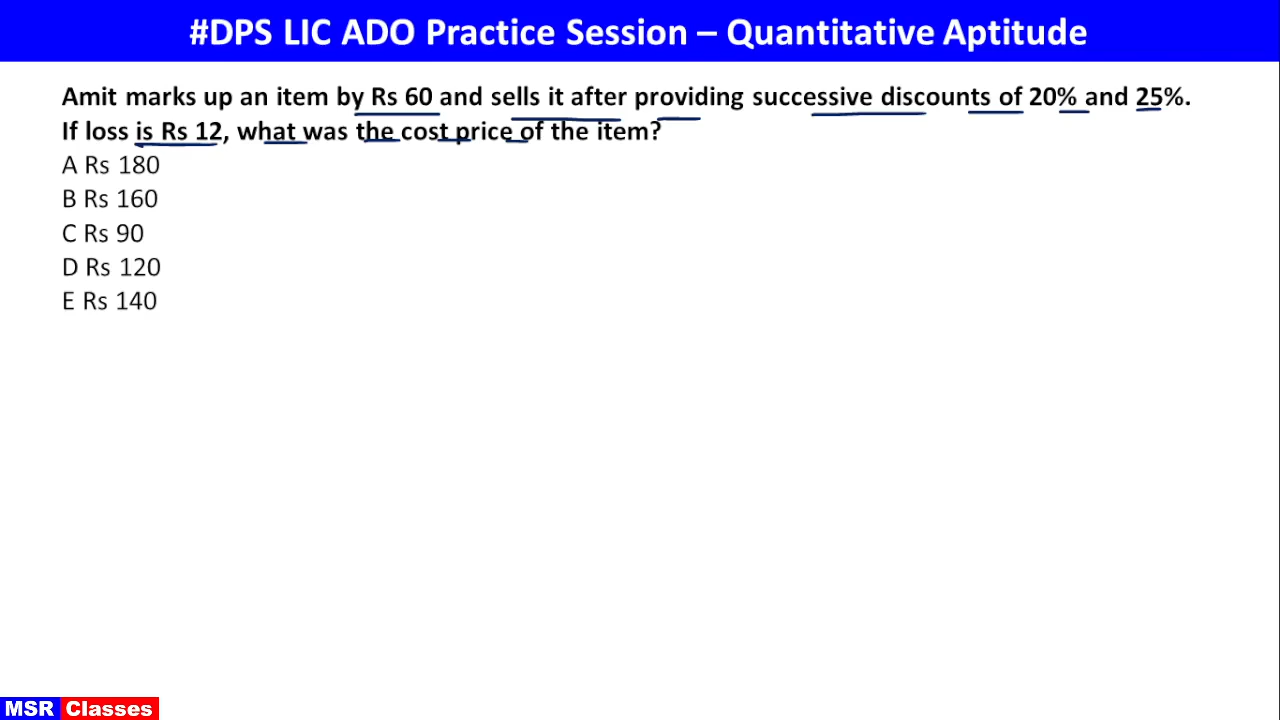 #DPS LIC ADO Practice Session – Quantitative Aptitude
Amit marks up an item by Rs 60 and sells it after providing successive discounts of 20% and 25%.
If loss is Rs 12, what was the cost price of the item?
A Rs 180
B Rs 160
C Rs 90
D Rs 120
E Rs 140
MSR Classes